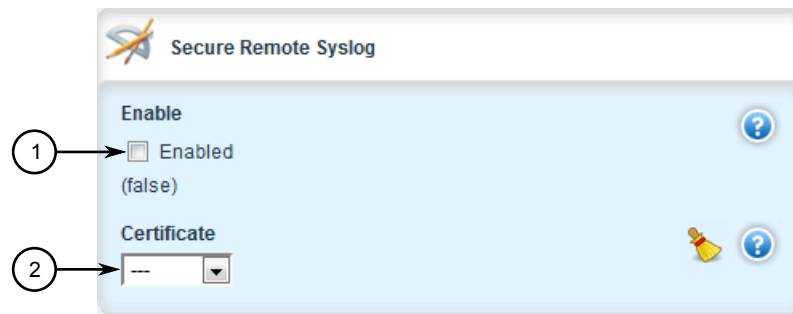 Secure Remote Syslog
Enable
?
1
Enabled
(false)
Certificate
?
2
---